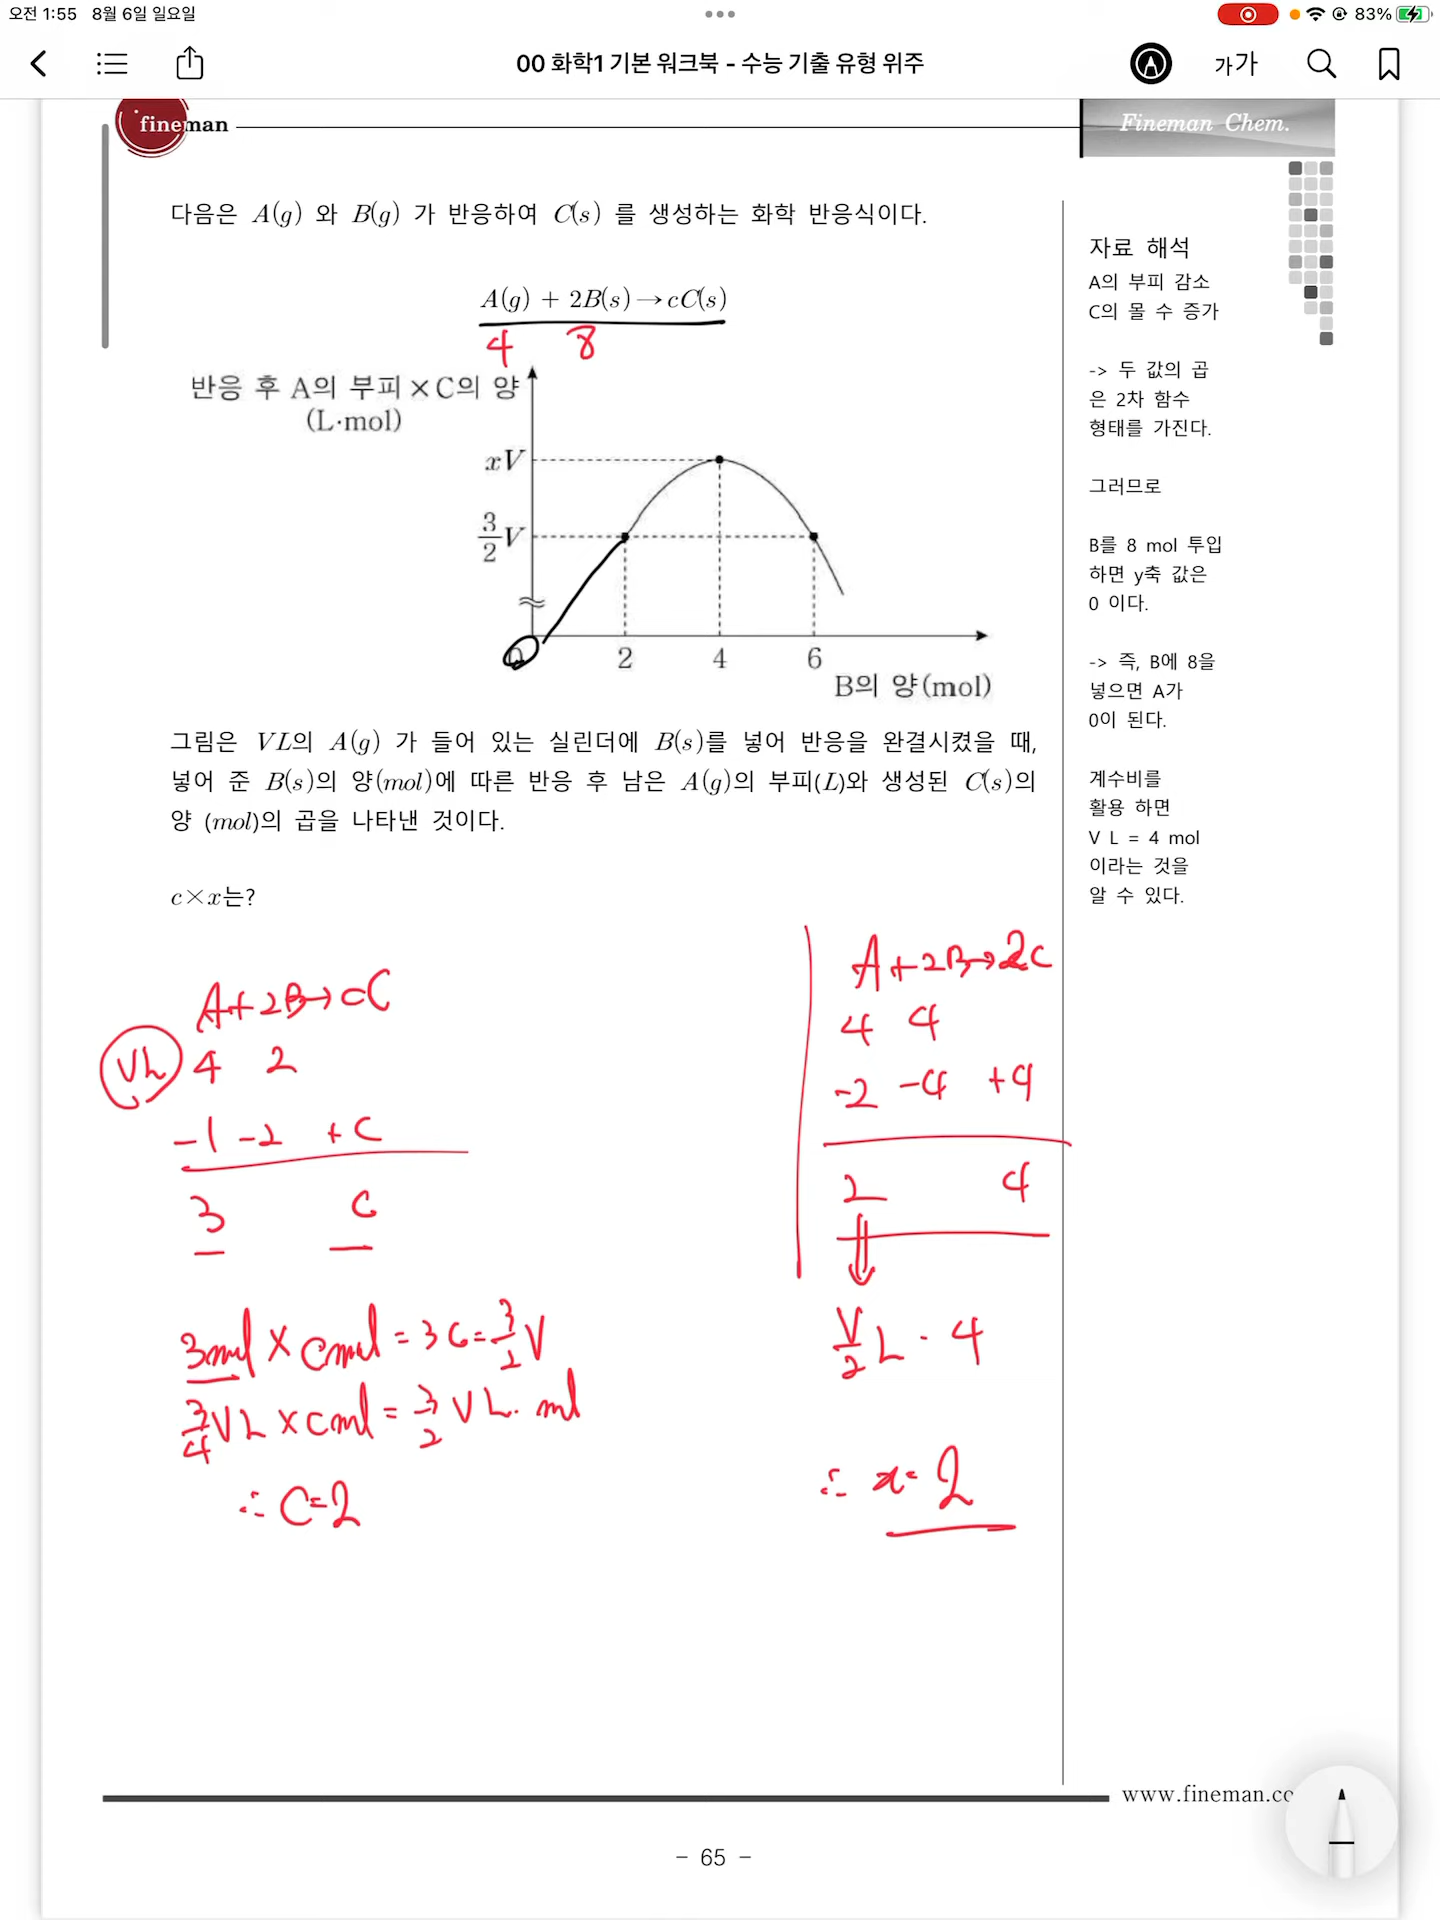 오전 1:55 8월 6일 일요일
83%
00 화학1 기본 워크북 - 수능 기출 유형 위주
가가
fineman
Fineman Chem.
다음은 A(g) 와 B(g) 가 반응하여 C(s) 를 생성하는 화학 반응식이다.
A(g) + 2B(s) → cC(s)
4 8
반응 후 A의 부피×C의 양
(L·mol)
xV
3/2 V
0 2 4 6
B의 양(mol)
그림은 VL의 A(g) 가 들어 있는 실린더에 B(s)를 넣어 반응을 완결시켰을 때,
넣어 준 B(s)의 양(mol)에 따른 반응 후 남은 A(g)의 부피(L)와 생성된 C(s)의
양 (mol)의 곱을 나타낸 것이다.
c×x는?
A+2B→cC
VL 4 2
-1 -2 +C
3 C
3mol × Cmol = 3C = 3/2 V
3/4 VL × Cml = 3/2 VL. ml
∴ C=2
A+2B→2C
4 4
-2 -4 +4
2 4
V/2 L · 4
∴ x=2
자료 해석
A의 부피 감소
C의 몰 수 증가
-> 두 값의 곱
은 2차 함수
형태를 가진다.
그러므로
B를 8 mol 투입
하면 y축 값은
0 이다.
-> 즉, B에 8을
넣으면 A가
0이 된다.
계수비를
활용 하면
V L = 4 mol
이라는 것을
알 수 있다.
www.fineman.co
- 65 -